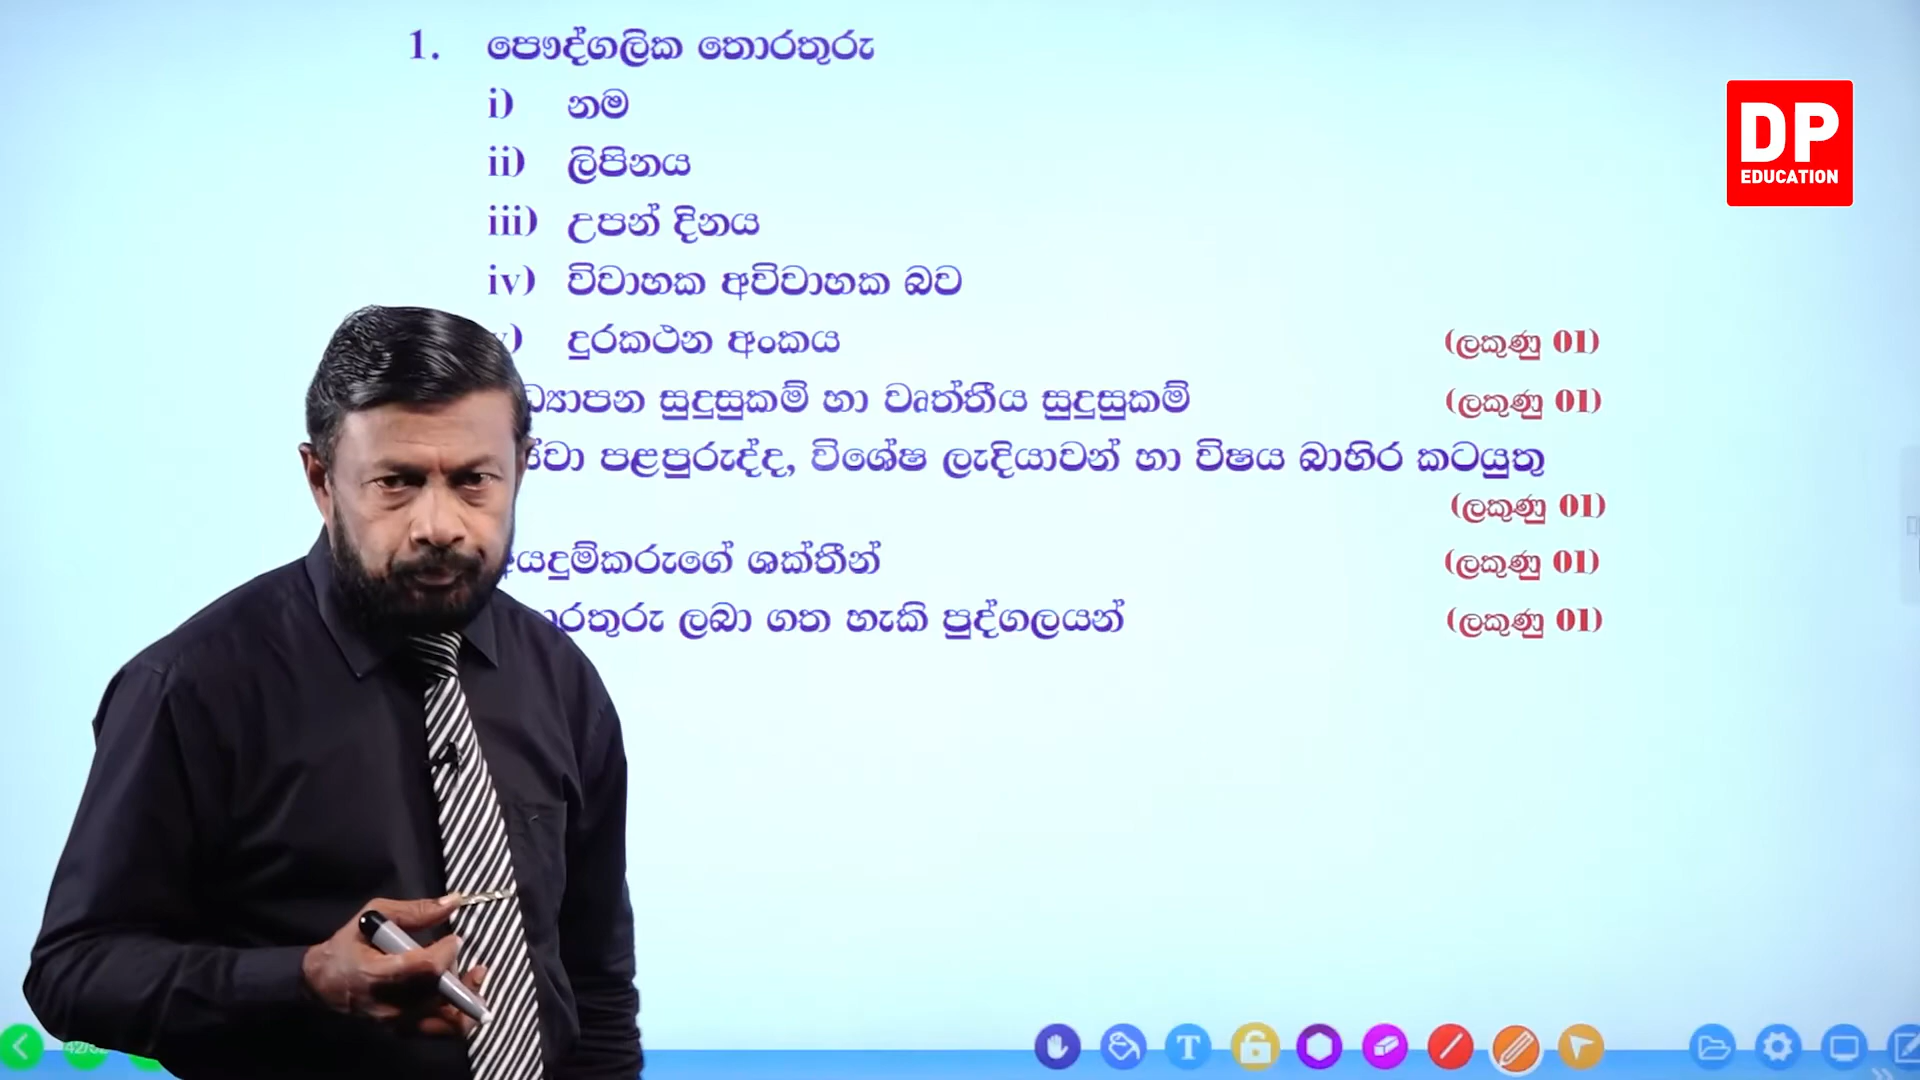 1. පෞද්ගලික තොරතුරු
i) නම
DP
EDUCATION
ii) ලිපිනය
iii) උපන් දිනය
iv) විවාහක අවිවාහක බව
දුරකථන අංකය (ලකුණු 01)
සුදුසුකම් හා වෘත්තීය සුදුසුකම් (ලකුණු 01)
පළපුරුද්ද, විශේෂ ලැදියාවන් හා විෂය බාහිර කටයුතු
(ලකුණු 01)
ශක්තීන් (ලකුණු 01)
ලබා ගත හැකි පුද්ගලයන් (ලකුණු 01)
T